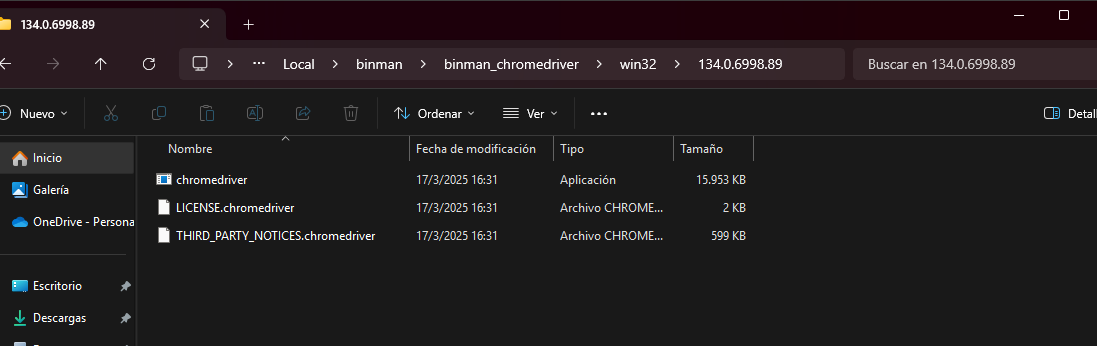 134.0.6998.89
Local binman binman_chromedriver win32 134.0.6998.89 Buscar en 134.0.6998.89
Nuevo Ordenar Ver Detall
Nombre Fecha de modificación Tipo Tamaño
Inicio
Galería
OneDrive - Persona
Escritorio
Descargas
chromedriver 17/3/2025 16:31 Aplicación 15.953 KB
LICENSE.chromedriver 17/3/2025 16:31 Archivo CHROME... 2 KB
THIRD_PARTY_NOTICES.chromedriver 17/3/2025 16:31 Archivo CHROME... 599 KB